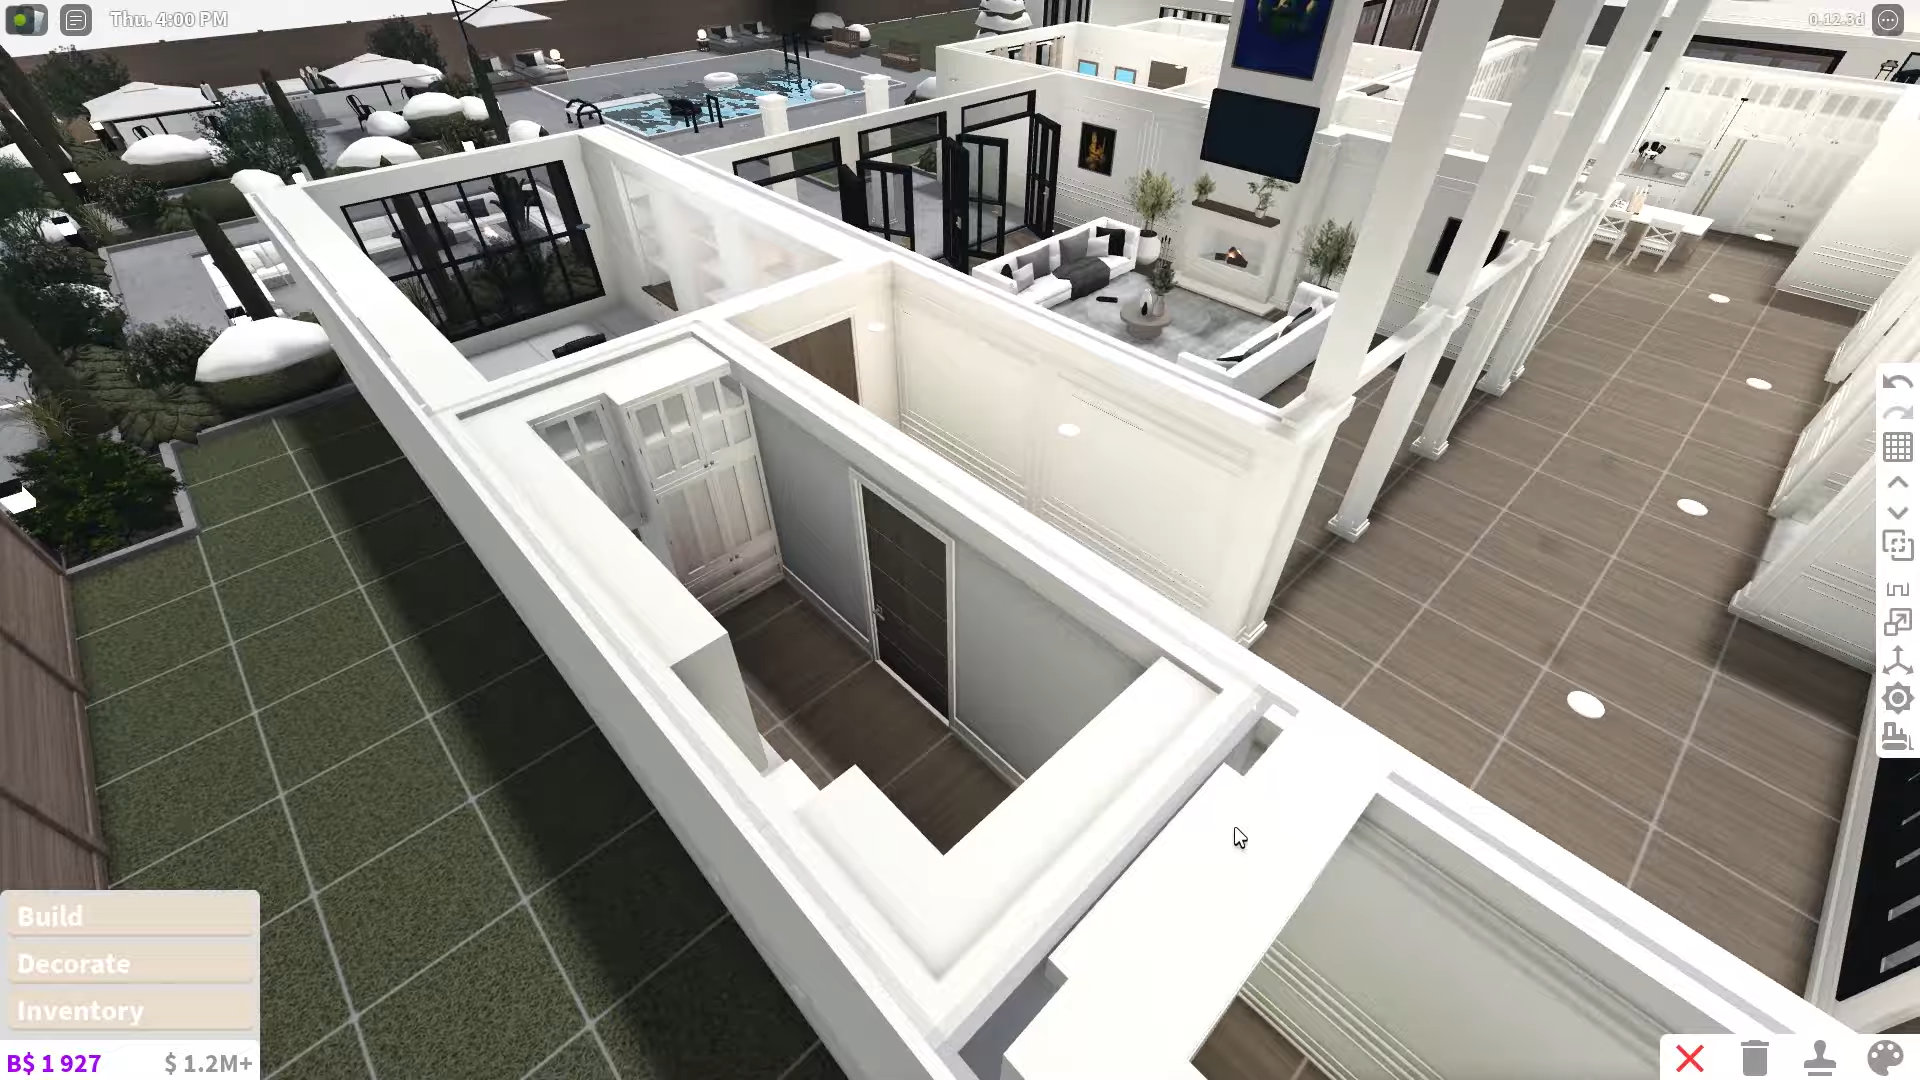 Thu. 4:00 PM
0.12.3d
Build
Decorate
Inventory
B$ 1 927
$ 1.2M+